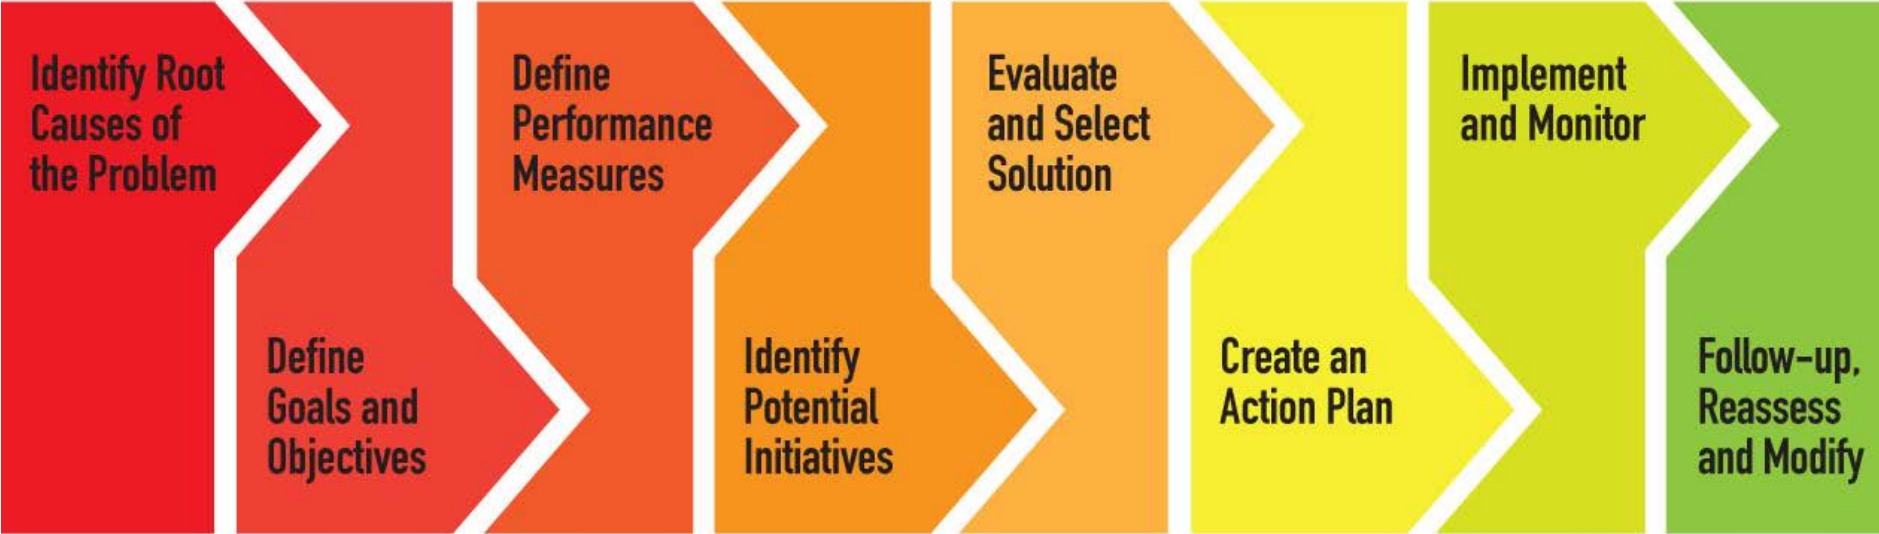 Identify Root
Causes of
the Problem
Define
Goals and
Objectives
Define
Performance
Measures
Identify
Potential
Initiatives
Evaluate
and Select
Solution
Create an
Action Plan
Implement
and Monitor
Follow-up,
Reassess
and Modify